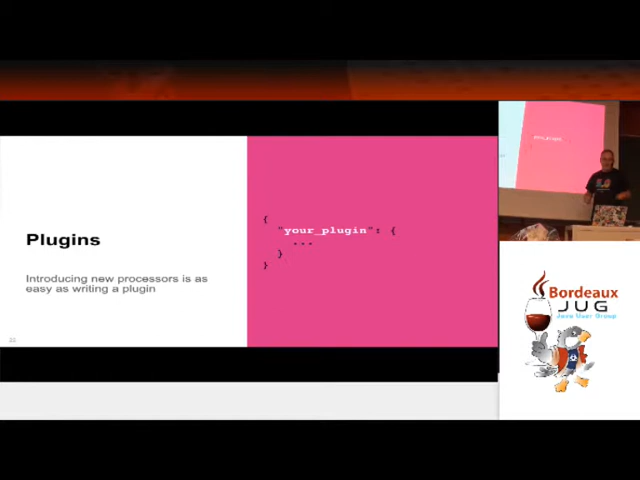 Plugins
Introducing new processors is as
easy as writing a plugin
{
"your_plugin": {
...
}
}
Bordeaux
JUG
Java User Group